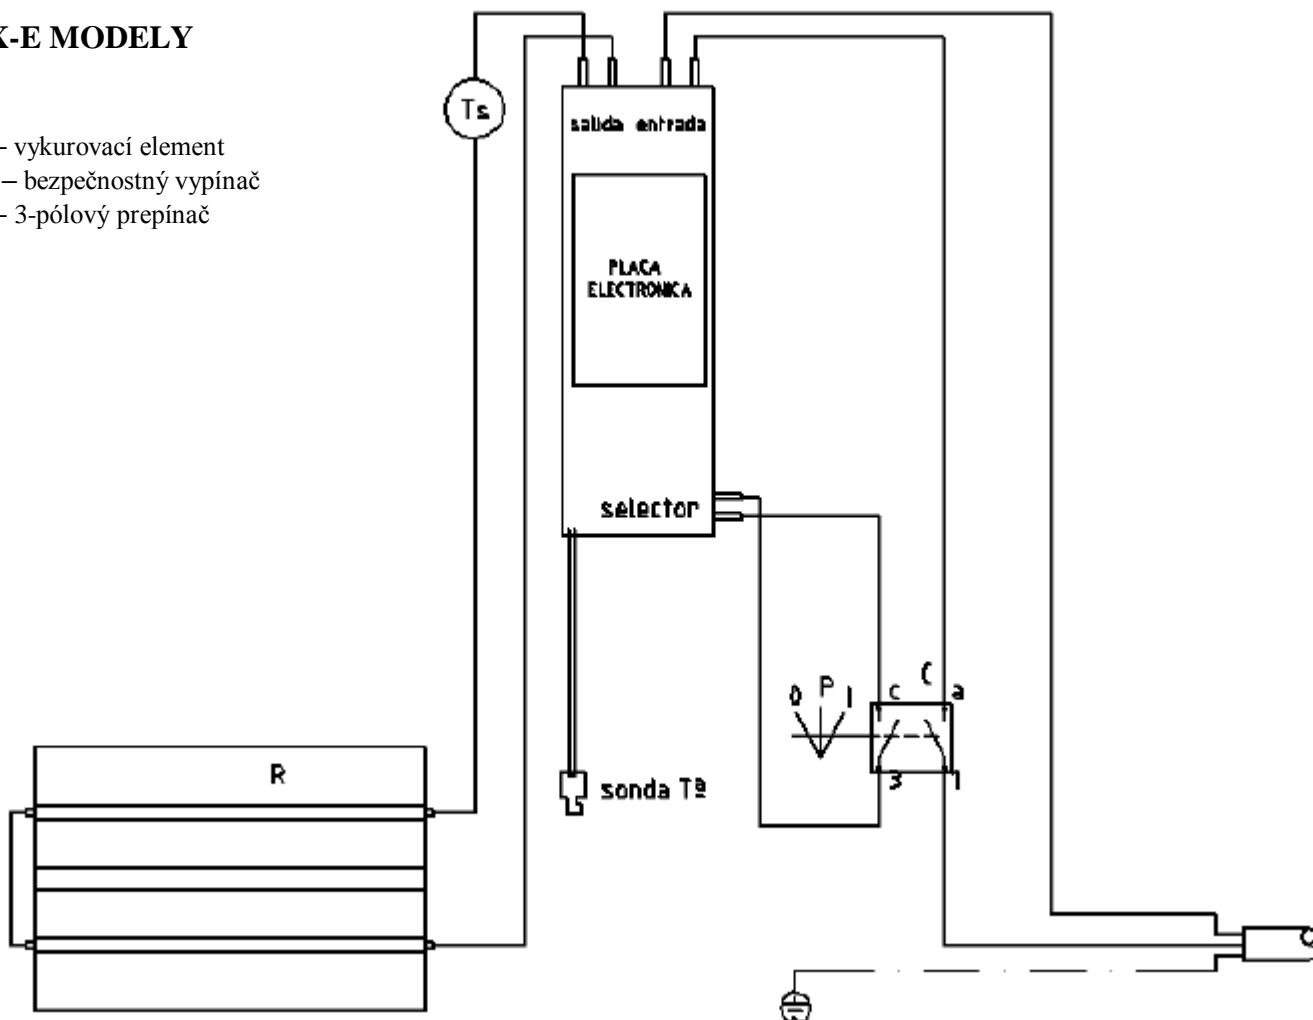 K-E MODELY
- vykurovací element
– bezpečnostný vypínač
- 3-pólový prepínač
Ts
salida entrada
PLACA
ELECTRONICA
selector
sonda Tª
R
0 P I
c C a
3 1